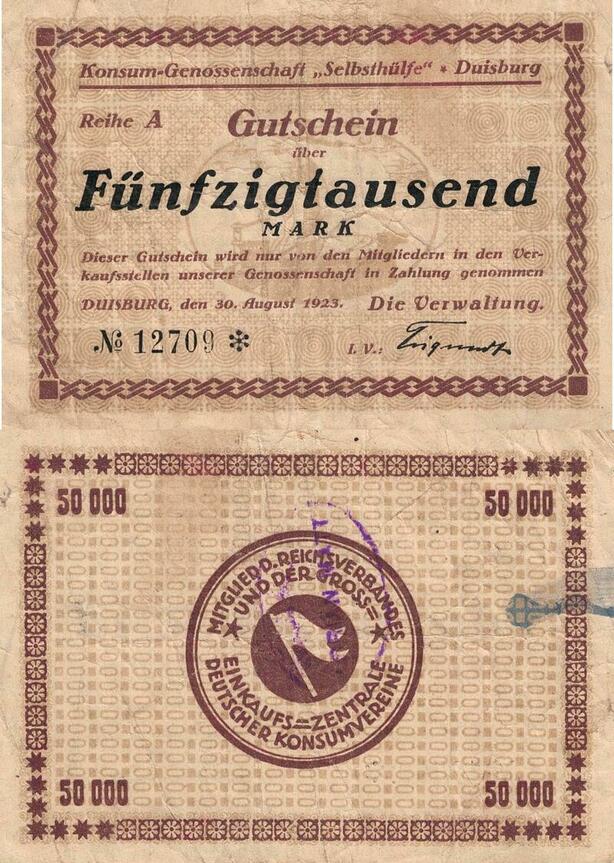 Konsum-Genossenschaft „Selbsthülfe“ * Duisburg
Reihe A
Gutschein
über
Fünfzigtausend
MARK
Dieser Gutschein wird nur von den Mitgliedern in den Ver-
kaufsstellen unserer Genossenschaft in Zahlung genommen
DUISBURG, den 30. August 1923. Die Verwaltung.
№ 12709 *
I. V.:
50 000
50 000
MITGLIED D. REICHSVERBANDES
UND DER GROSS=
EINKAUFS=ZENTRALE
DEUTSCHER KONSUMVEREINE
50 000
50 000